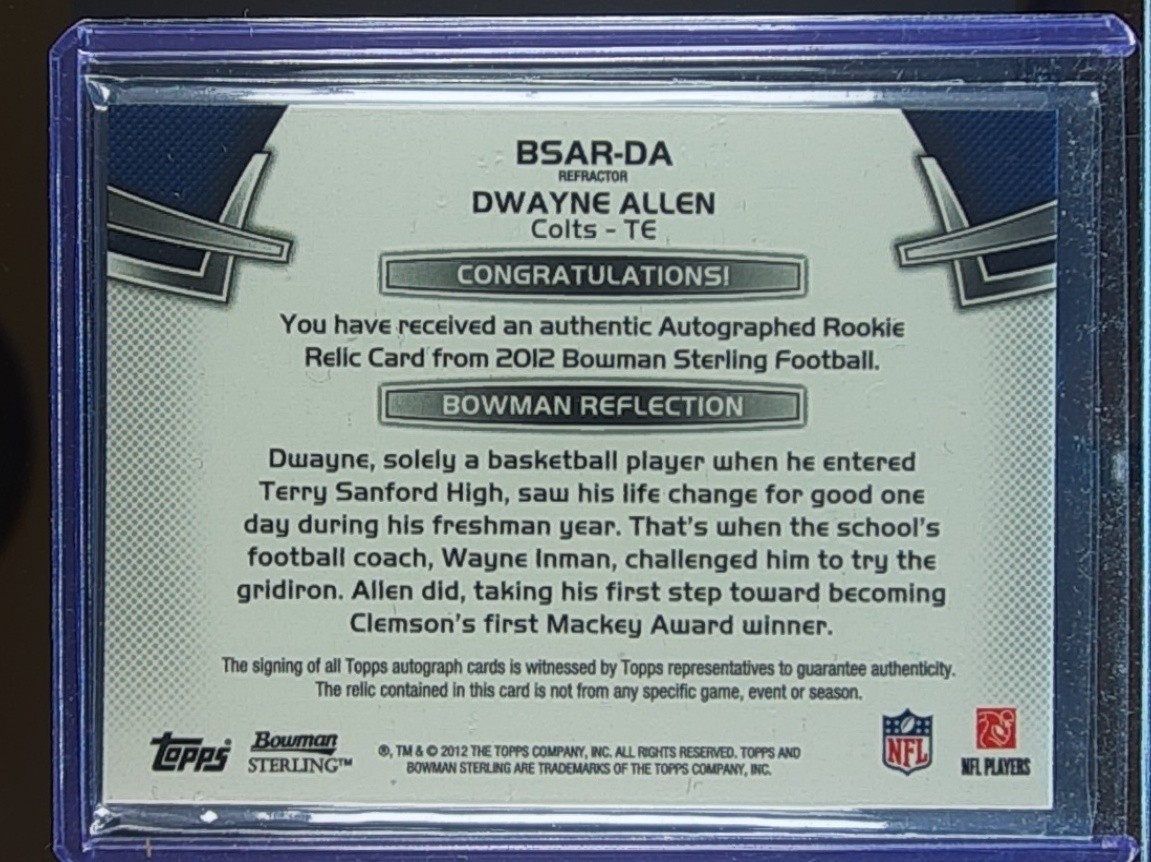 BSAR-DA
REFRACTOR
DWAYNE ALLEN
Colts - TE
CONGRATULATIONS!
You have received an authentic Autographed Rookie
Relic Card from 2012 Bowman Sterling Football.
BOWMAN REFLECTION
Dwayne, solely a basketball player when he entered
Terry Sanford High, saw his life change for good one
day during his freshman year. That's when the school's
football coach, Wayne Inman, challenged him to try the
gridiron. Allen did, taking his first step toward becoming
Clemson's first Mackey Award winner.
The signing of all Topps autograph cards is witnessed by Topps representatives to guarantee authenticity.
The relic contained in this card is not from any specific game, event or season.
topps®
Bowman
STERLING™
®, TM & © 2012 THE TOPPS COMPANY, INC. ALL RIGHTS RESERVED. TOPPS AND
BOWMAN STERLING ARE TRADEMARKS OF THE TOPPS COMPANY, INC.
NFL
NFL PLAYERS